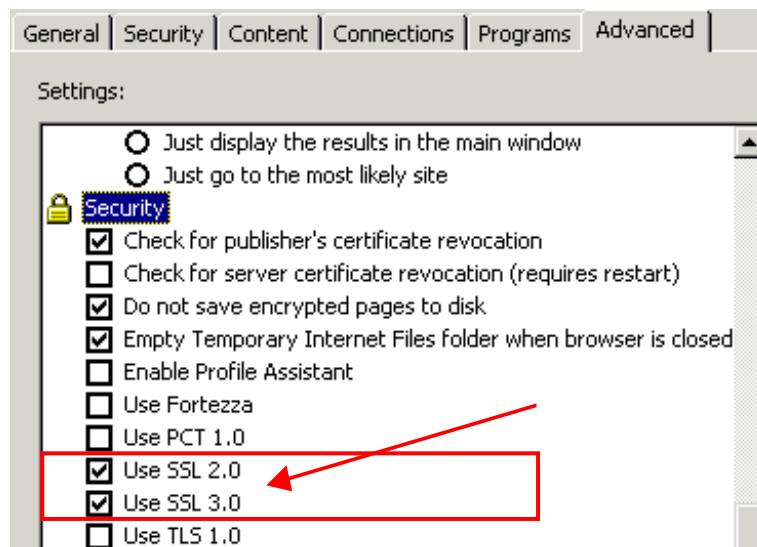 General Security Content Connections Programs Advanced
Settings:
Just display the results in the main window
Just go to the most likely site
Security
Check for publisher's certificate revocation
Check for server certificate revocation (requires restart)
Do not save encrypted pages to disk
Empty Temporary Internet Files folder when browser is closed
Enable Profile Assistant
Use Fortezza
Use PCT 1.0
Use SSL 2.0
Use SSL 3.0
Use TLS 1.0